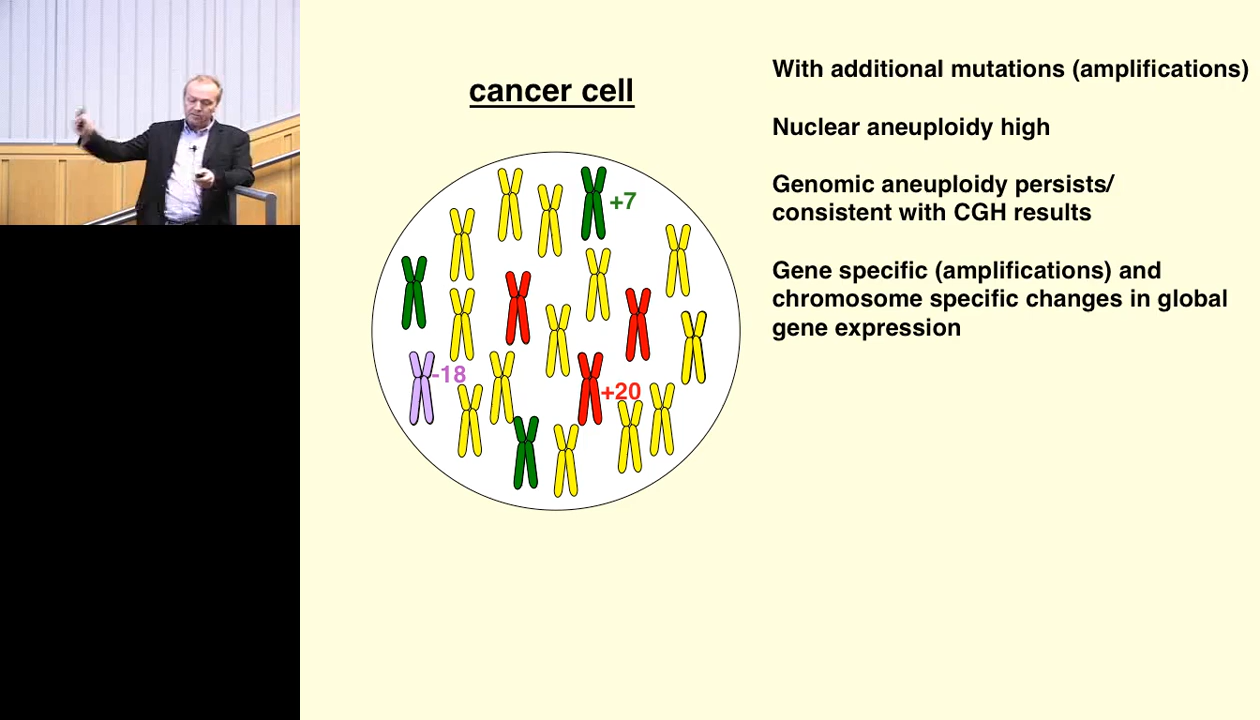 cancer cell
+7
-18
+20
With additional mutations (amplifications)
Nuclear aneuploidy high
Genomic aneuploidy persists/
consistent with CGH results
Gene specific (amplifications) and
chromosome specific changes in global
gene expression